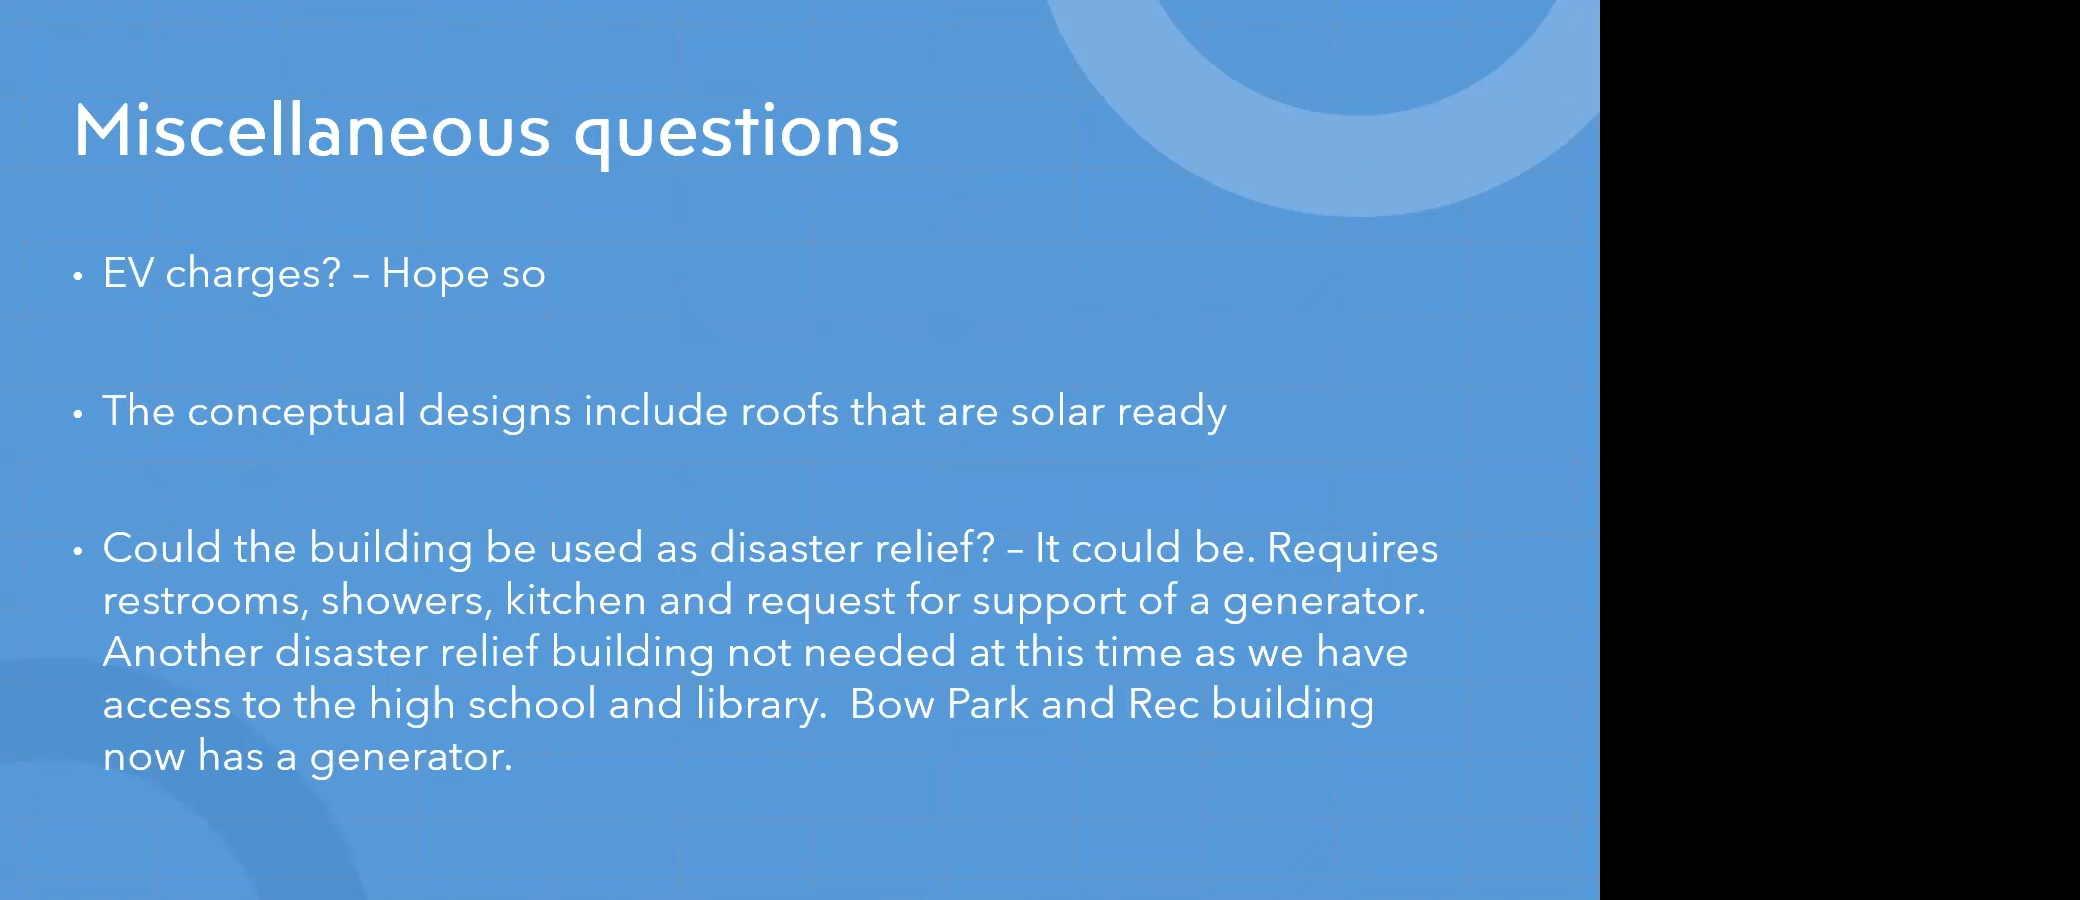 Miscellaneous questions
• EV charges? – Hope so
• The conceptual designs include roofs that are solar ready
• Could the building be used as disaster relief? – It could be. Requires
restrooms, showers, kitchen and request for support of a generator.
Another disaster relief building not needed at this time as we have
access to the high school and library.  Bow Park and Rec building
now has a generator.